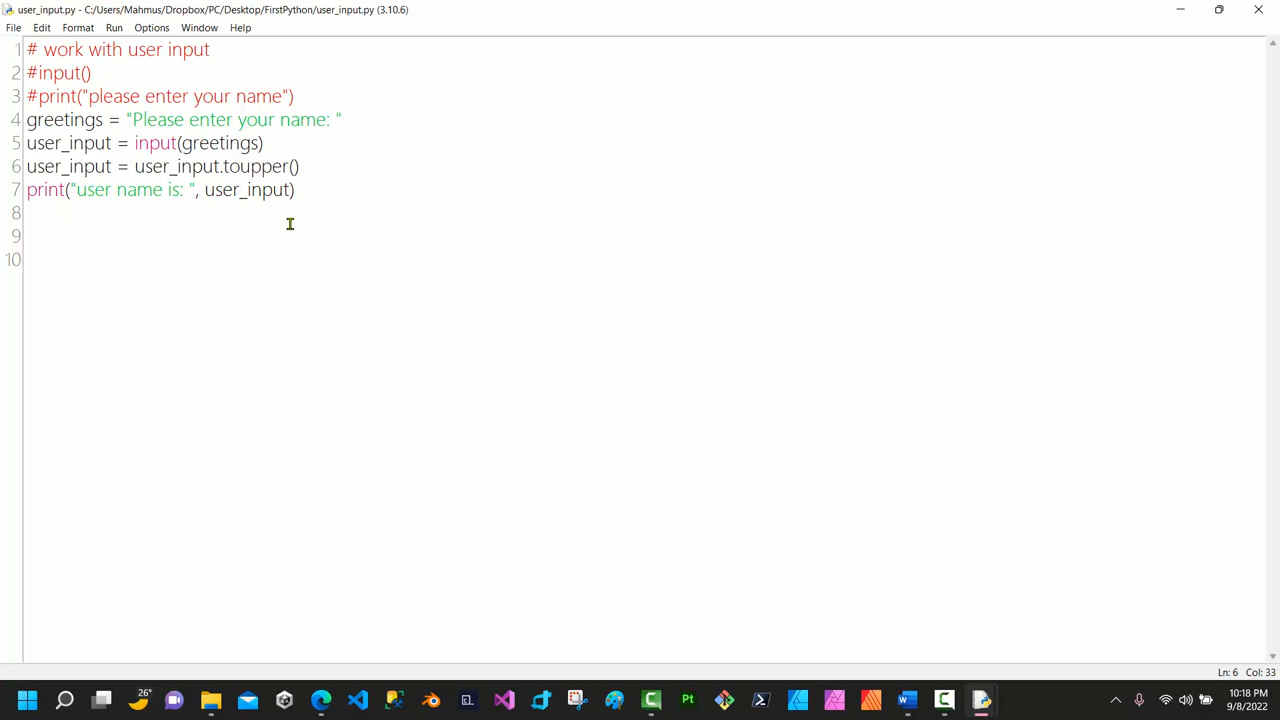 user_input.py - C:/Users/Mahmus/Dropbox/PC/Desktop/FirstPython/user_input.py (3.10.6)
File Edit Format Run Options Window Help
1 # work with user input
2 #input()
3 #print("please enter your name")
4 greetings = "Please enter your name: "
5 user_input = input(greetings)
6 user_input = user_input.toupper()
7 print("user name is: ", user_input)
8
9
10
Ln: 6 Col: 33
26°
Pt
10:18 PM
9/8/2022